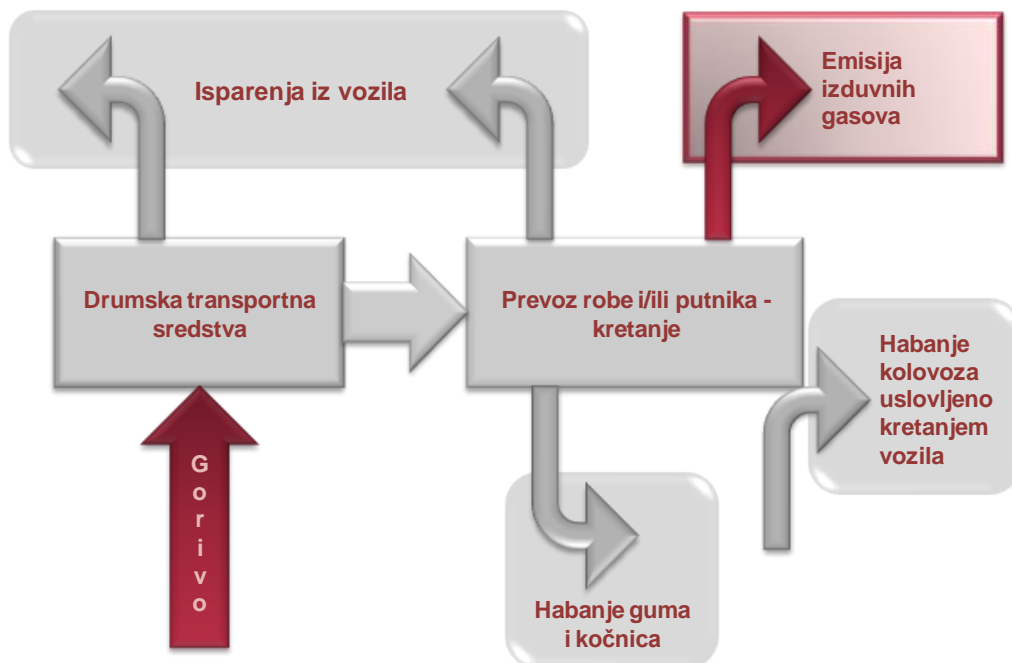 Isparenja iz vozila
Emisija
izduvnih
gasova
Drumska transportna
sredstva
Prevoz robe i/ili putnika -
kretanje
Habanje
kolovoza
uslovljeno
kretanjem
vozila
Gorivo
Habanje guma
i kočnica